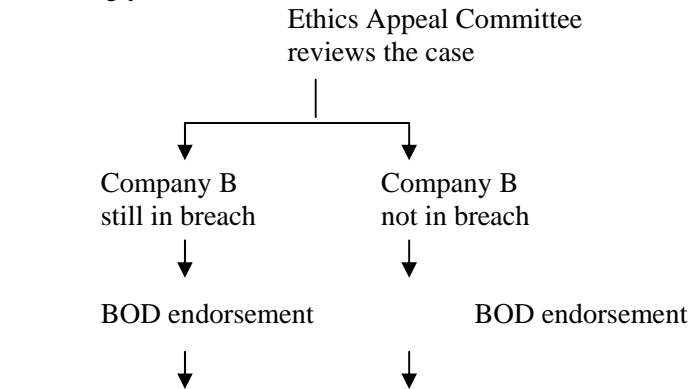 Ethics Appeal Committee
reviews the case
Company B
still in breach
Company B
not in breach
BOD endorsement
BOD endorsement